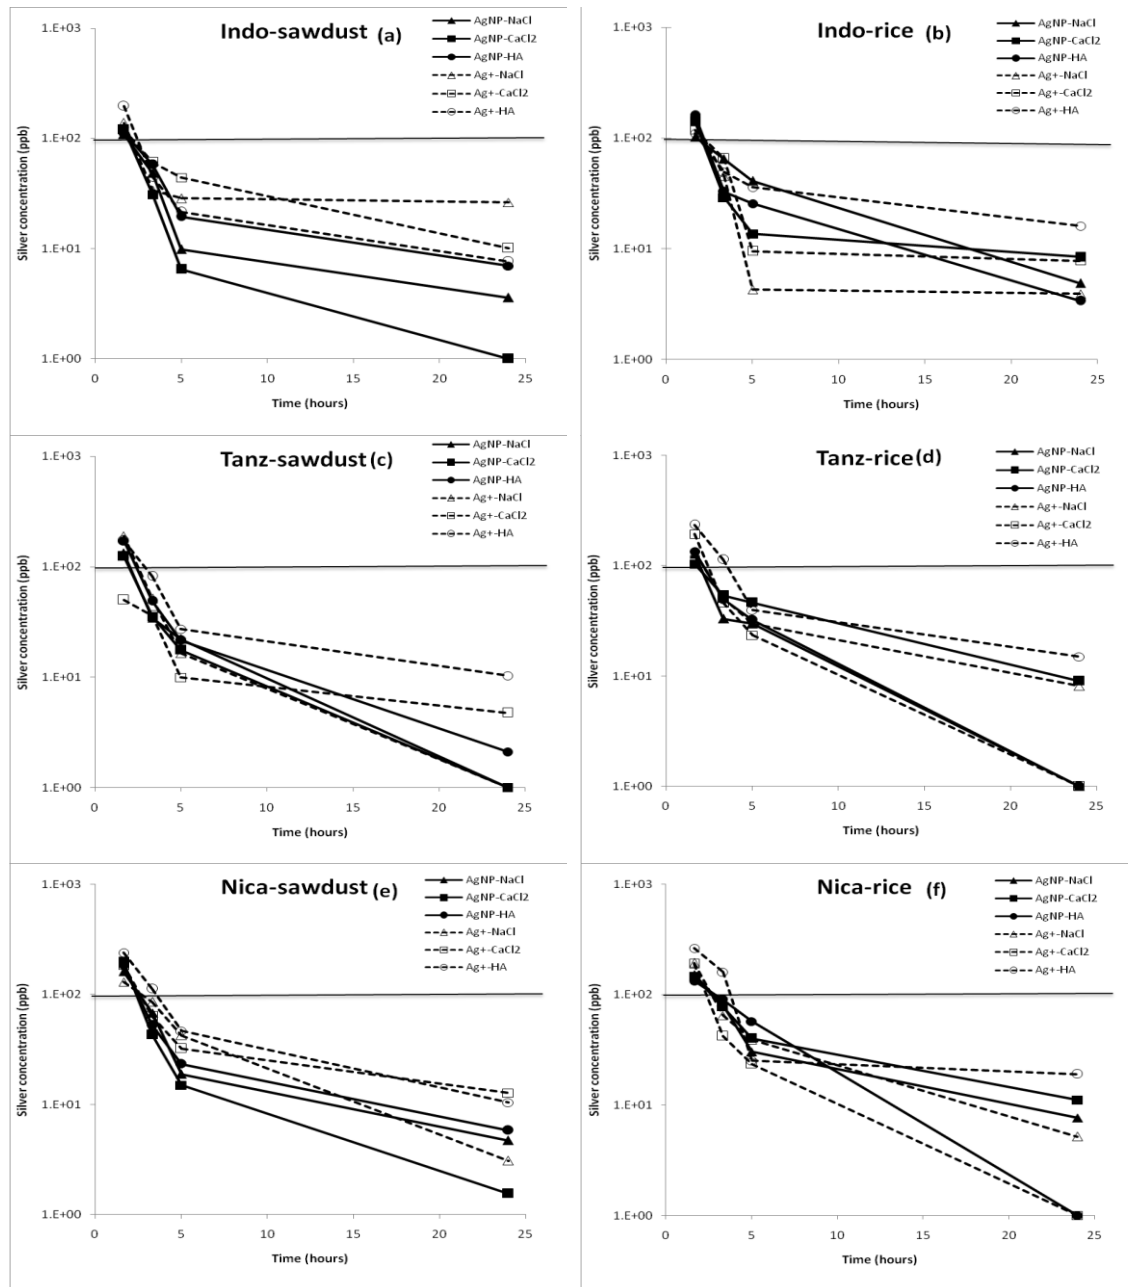 Indo-sawdust (a)
AgNP-NaCl
AgNP-CaCl2
AgNP-HA
Ag+-NaCl
Ag+-CaCl2
Ag+-HA
1.E+03
1.E+02
1.E+01
1.E+00
Silver concentration (ppb)
0 5 10 15 20 25
Time (hours)
Indo-rice (b)
AgNP-NaCl
AgNP-CaCl2
AgNP-HA
Ag+-NaCl
Ag+-CaCl2
Ag+-HA
1.E+03
1.E+02
1.E+01
1.E+00
Silver concentration (ppb)
0 5 10 15 20 25
Time (hours)
Tanz-sawdust (c)
AgNP-NaCl
AgNP-CaCl2
AgNP-HA
Ag+-NaCl
Ag+-CaCl2
Ag+-HA
1.E+03
1.E+02
1.E+01
1.E+00
Silver concentration (ppb)
0 5 10 15 20 25
Time (hours)
Tanz-rice (d)
AgNP-NaCl
AgNP-CaCl2
AgNP-HA
Ag+-NaCl
Ag+-CaCl2
Ag+-HA
1.E+03
1.E+02
1.E+01
1.E+00
Silver concentration (ppb)
0 5 10 15 20 25
Time (hours)
Nica-sawdust (e)
AgNP-NaCl
AgNP-CaCl2
AgNP-HA
Ag+-NaCl
Ag+-CaCl2
Ag+-HA
1.E+03
1.E+02
1.E+01
1.E+00
Silver concentration (ppb)
0 5 10 15 20 25
Time (hours)
Nica-rice (f)
AgNP-NaCl
AgNP-CaCl2
AgNP-HA
Ag+-NaCl
Ag+-CaCl2
Ag+-HA
1.E+03
1.E+02
1.E+01
1.E+00
Silver concentration (ppb)
0 5 10 15 20 25
Time (hours)